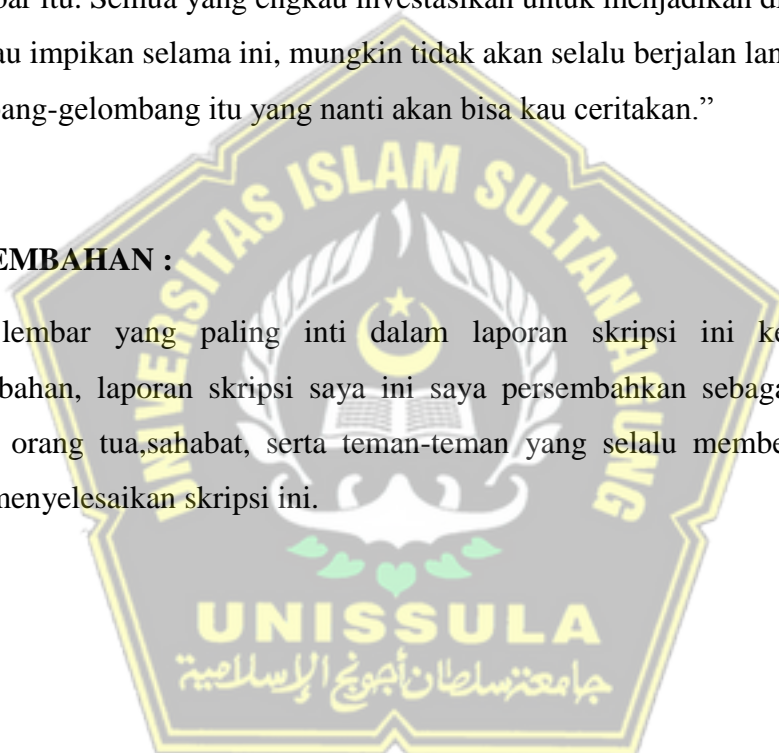 bar itu. Semua yang engkau investasikan untuk menjadikan di
au impikan selama ini, mungkin tidak akan selalu berjalan lan
bang-gelombang itu yang nanti akan bisa kau ceritakan.”
UNIVERSITAS ISLAM SULTAN AGUNG
EMBAHAN :
lembar yang paling inti dalam laporan skripsi ini ke
bahan, laporan skripsi saya ini saya persembahkan sebaga
orang tua,sahabat, serta teman-teman yang selalu membe
menyelesaikan skripsi ini.
UNISSULA
جامعتنسلطان أجونج الإسلامية